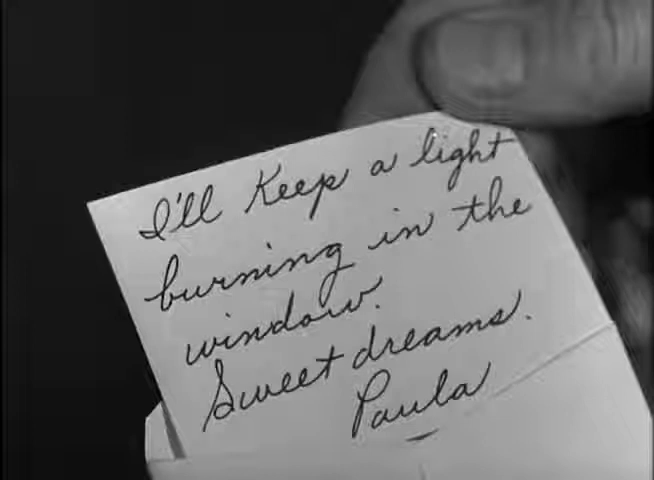 I'll Keep a light
burning in the
window.
Sweet dreams.
Paula